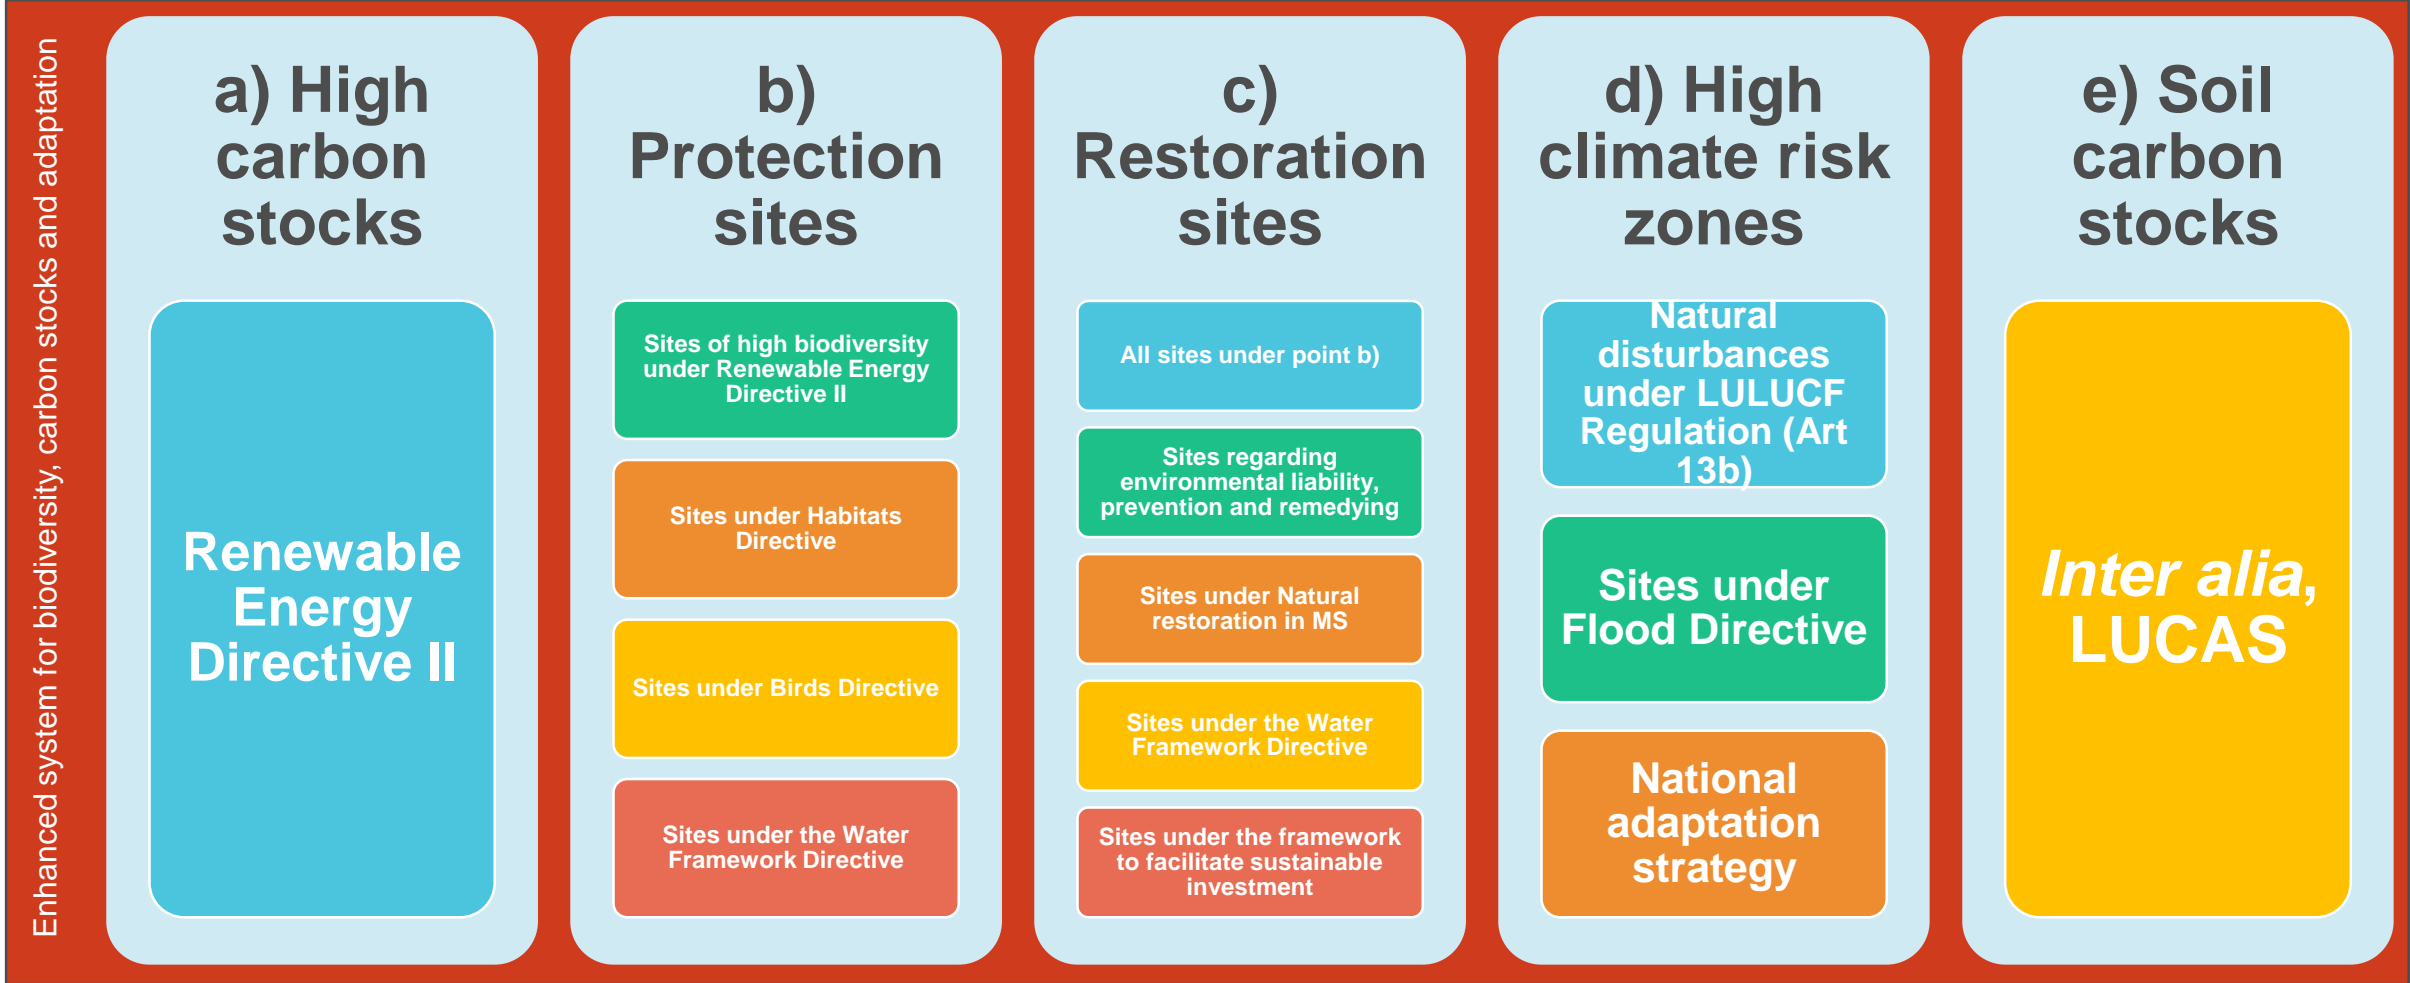 Enhanced system for biodiversity, carbon stocks and adaptation
a) High
carbon
stocks
Renewable
Energy
Directive II
b)
Protection
sites
Sites of high biodiversity
under Renewable Energy
Directive II
Sites under Habitats
Directive
Sites under Birds Directive
Sites under the Water
Framework Directive
c)
Restoration
sites
All sites under point b)
Sites regarding
environmental liability,
prevention and remedying
Sites under Natural
restoration in MS
Sites under the Water
Framework Directive
Sites under the framework
to facilitate sustainable
investment
d) High
climate risk
zones
Natural
disturbances
under LULUCF
Regulation (Art
13b)
Sites under
Flood Directive
National
adaptation
strategy
e) Soil
carbon
stocks
Inter alia,
LUCAS